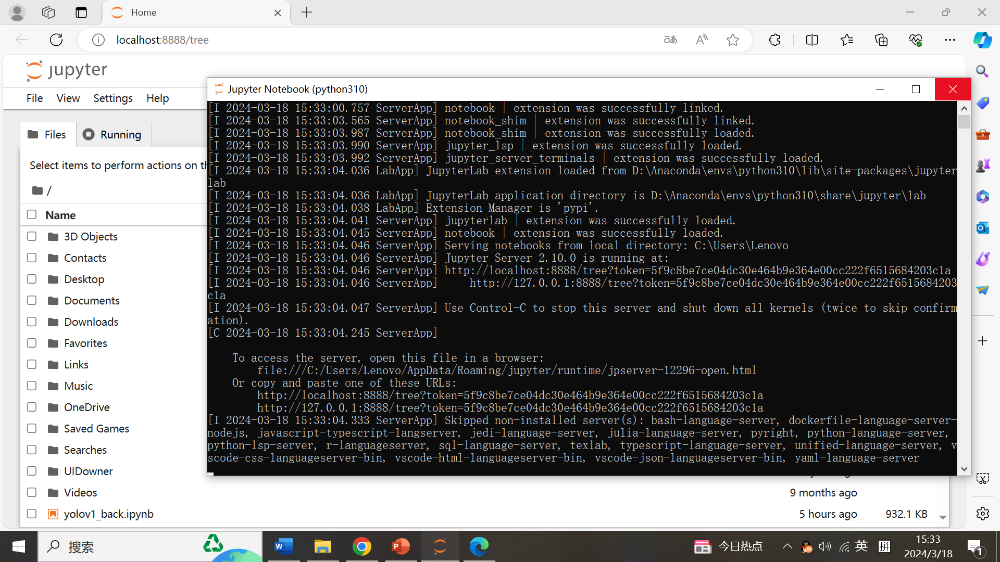 Home
localhost:8888/tree
jupyter
File View Settings Help
Files Running
Select items to perform actions on th
/
Name
3D Objects
Contacts
Desktop
Documents
Downloads
Favorites
Links
Music
OneDrive
Saved Games
Searches
UIDowner
Videos 9 months ago
yolov1_back.ipynb 5 hours ago 932.1 KB
Jupyter Notebook (python310)
[I 2024-03-18 15:33:00.757 ServerApp] notebook | extension was successfully linked.
[I 2024-03-18 15:33:03.565 ServerApp] notebook_shim | extension was successfully linked.
[I 2024-03-18 15:33:03.987 ServerApp] notebook_shim | extension was successfully loaded.
[I 2024-03-18 15:33:03.990 ServerApp] jupyter_lsp | extension was successfully loaded.
[I 2024-03-18 15:33:03.992 ServerApp] jupyter_server_terminals | extension was successfully loaded.
[I 2024-03-18 15:33:04.036 LabApp] JupyterLab extension loaded from D:\Anaconda\envs\python310\lib\site-packages\jupyter
lab
[I 2024-03-18 15:33:04.036 LabApp] JupyterLab application directory is D:\Anaconda\envs\python310\share\jupyter\lab
[I 2024-03-18 15:33:04.038 LabApp] Extension Manager is 'pypi'.
[I 2024-03-18 15:33:04.041 ServerApp] jupyterlab | extension was successfully loaded.
[I 2024-03-18 15:33:04.045 ServerApp] notebook | extension was successfully loaded.
[I 2024-03-18 15:33:04.046 ServerApp] Serving notebooks from local directory: C:\Users\Lenovo
[I 2024-03-18 15:33:04.046 ServerApp] Jupyter Server 2.10.0 is running at:
[I 2024-03-18 15:33:04.046 ServerApp] http://localhost:8888/tree?token=5f9c8be7ce04dc30e464b9e364e00cc222f6515684203c1a
[I 2024-03-18 15:33:04.046 ServerApp]     http://127.0.0.1:8888/tree?token=5f9c8be7ce04dc30e464b9e364e00cc222f6515684203
c1a
[I 2024-03-18 15:33:04.047 ServerApp] Use Control-C to stop this server and shut down all kernels (twice to skip confirm
ation).
[C 2024-03-18 15:33:04.245 ServerApp]
To access the server, open this file in a browser:
file:///C:/Users/Lenovo/AppData/Roaming/jupyter/runtime/jpserver-12296-open.html
Or copy and paste one of these URLs:
http://localhost:8888/tree?token=5f9c8be7ce04dc30e464b9e364e00cc222f6515684203c1a
http://127.0.0.1:8888/tree?token=5f9c8be7ce04dc30e464b9e364e00cc222f6515684203c1a
[I 2024-03-18 15:33:04.333 ServerApp] Skipped non-installed server(s): bash-language-server, dockerfile-language-server-
nodejs, javascript-typescript-langserver, jedi-language-server, julia-language-server, pyright, python-language-server,
python-lsp-server, r-languageserver, sql-language-server, texlab, typescript-language-server, unified-language-server, v
scode-css-languageserver-bin, vscode-html-languageserver-bin, vscode-json-languageserver-bin, yaml-language-server
搜索
今日热点
英
拼
15:33
2024/3/18
1